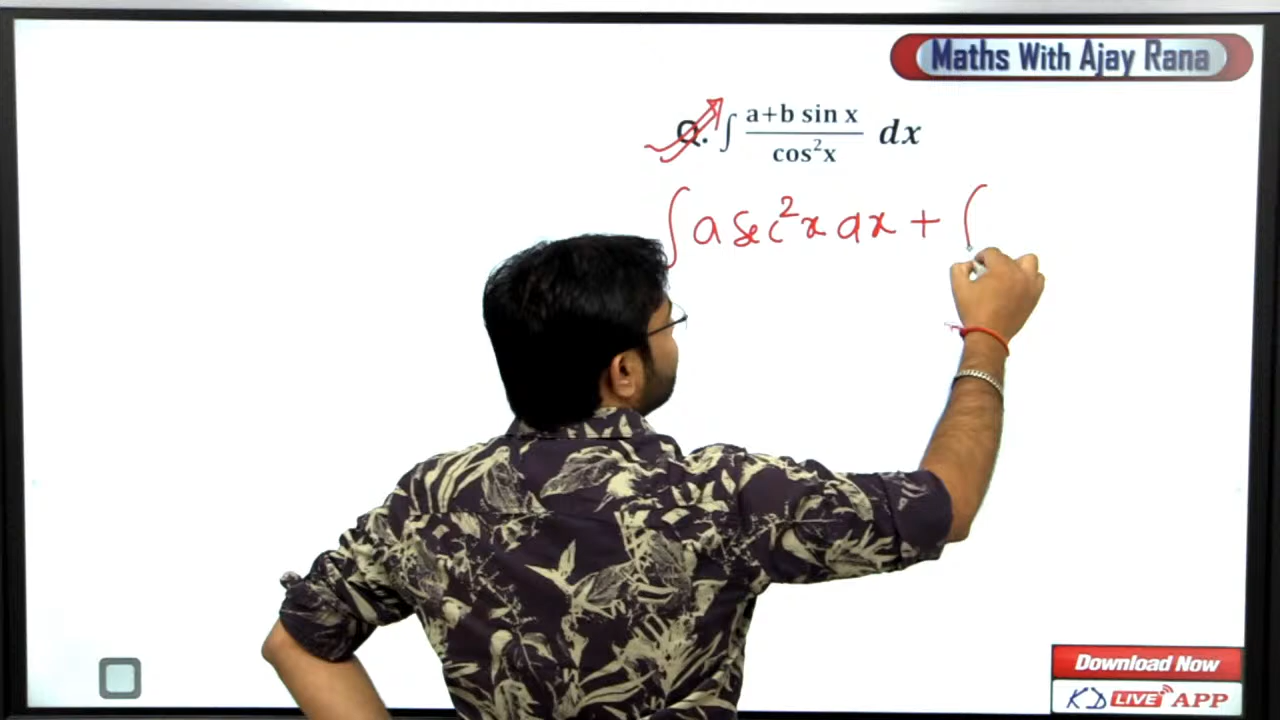 Maths With Ajay Rana
Q. ∫ a+b sin x / cos²x dx
∫ a sec²x dx + ∫
Download Now
KD LIVE APP